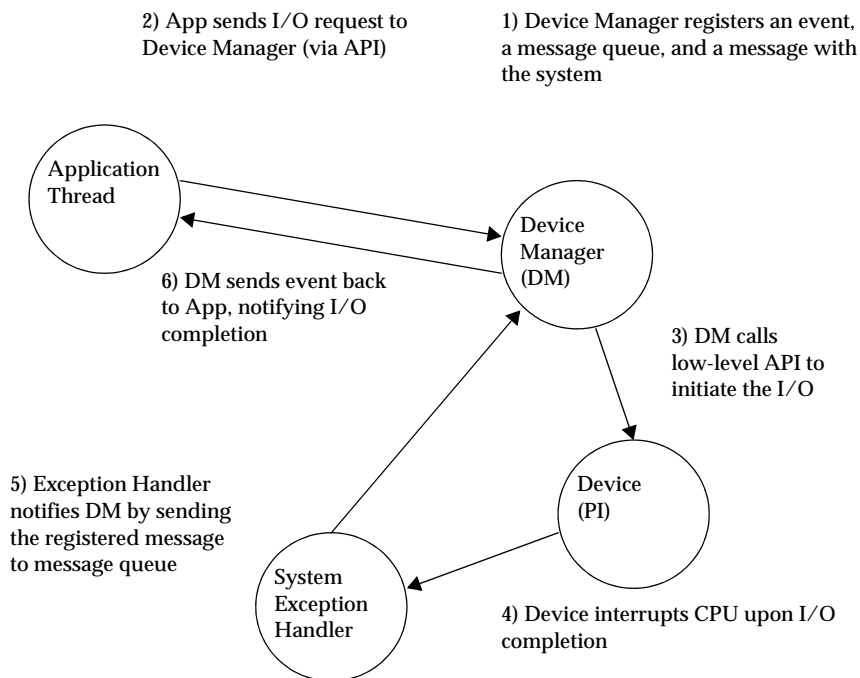 2) App sends I/O request to
Device Manager (via API)
1) Device Manager registers an event,
a message queue, and a message with
the system
Application
Thread
Device
Manager
(DM)
6) DM sends event back
to App, notifying I/O
completion
3) DM calls
low-level API to
initiate the I/O
5) Exception Handler
notifies DM by sending
the registered message
to message queue
Device
(PI)
System
Exception
Handler
4) Device interrupts CPU upon I/O
completion